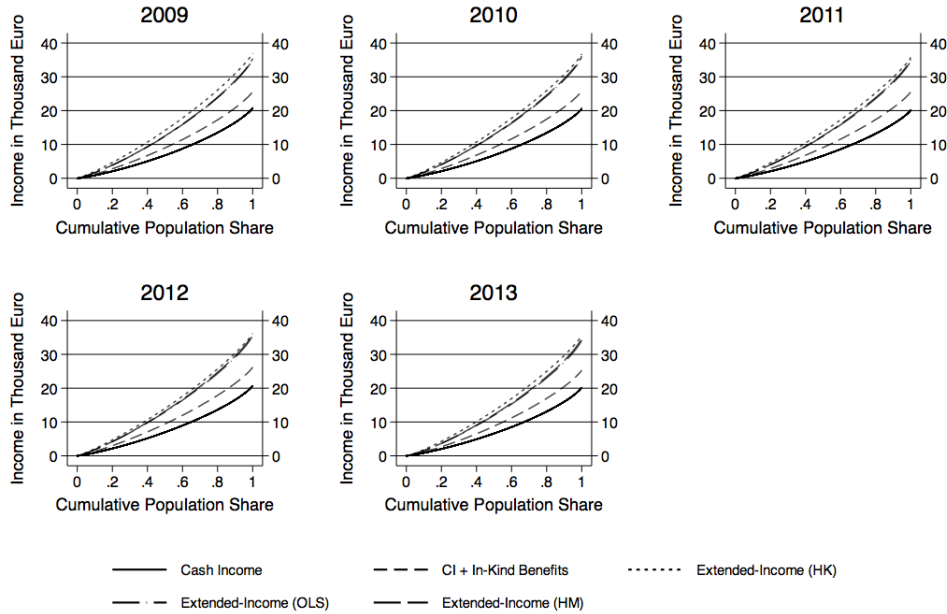 2009
2010
2011
Income in Thousand Euro
40
30
20
10
0
40
30
20
10
0
0 .2 .4 .6 .8 1
Cumulative Population Share
Income in Thousand Euro
40
30
20
10
0
40
30
20
10
0
0 .2 .4 .6 .8 1
Cumulative Population Share
Income in Thousand Euro
40
30
20
10
0
40
30
20
10
0
0 .2 .4 .6 .8 1
Cumulative Population Share
2012
2013
Income in Thousand Euro
40
30
20
10
0
40
30
20
10
0
0 .2 .4 .6 .8 1
Cumulative Population Share
Income in Thousand Euro
40
30
20
10
0
40
30
20
10
0
0 .2 .4 .6 .8 1
Cumulative Population Share
Cash Income
CI + In-Kind Benefits
Extended-Income (HK)
Extended-Income (OLS)
Extended-Income (HM)